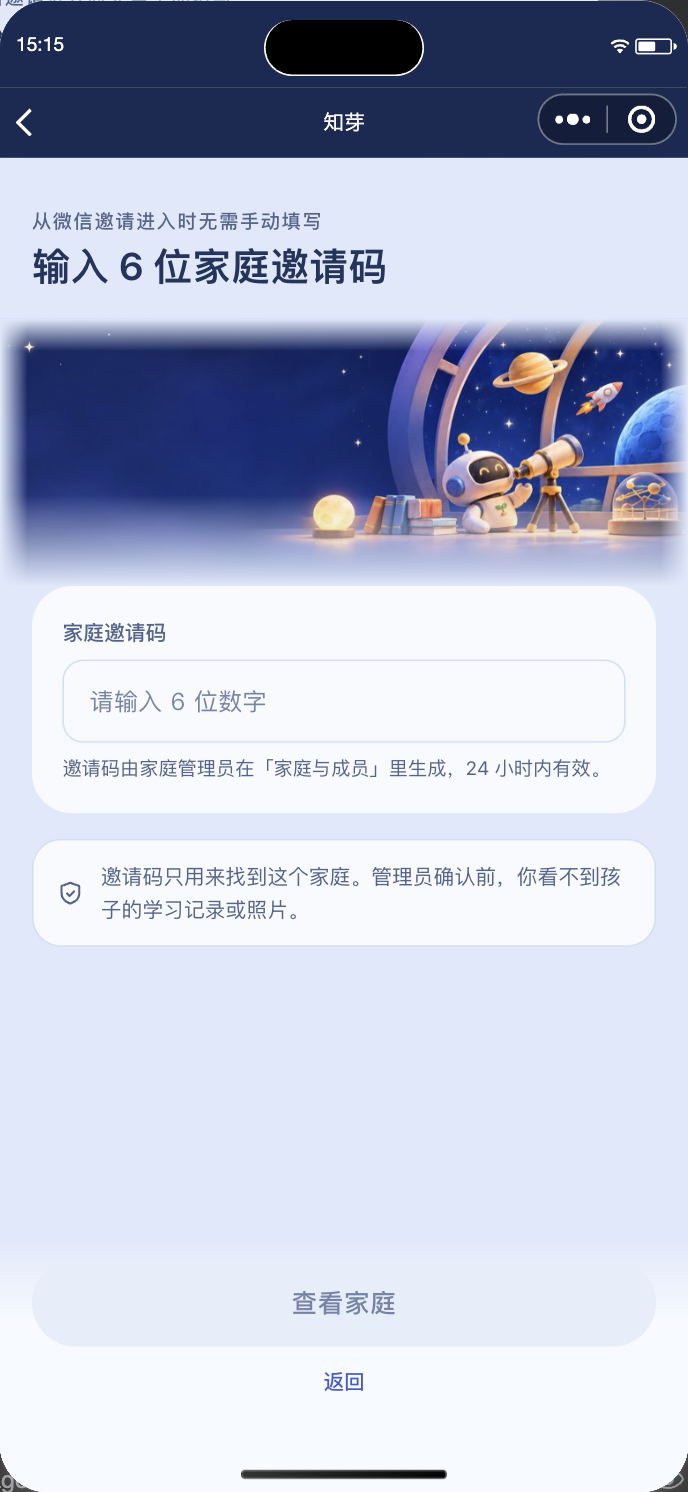 15:15
知芽
从微信邀请进入时无需手动填写
输入 6 位家庭邀请码
家庭邀请码
请输入 6 位数字
邀请码由家庭管理员在「家庭与成员」里生成，24 小时内有效。
邀请码只用来找到这个家庭。管理员确认前，你看不到孩
子的学习记录或照片。
查看家庭
返回